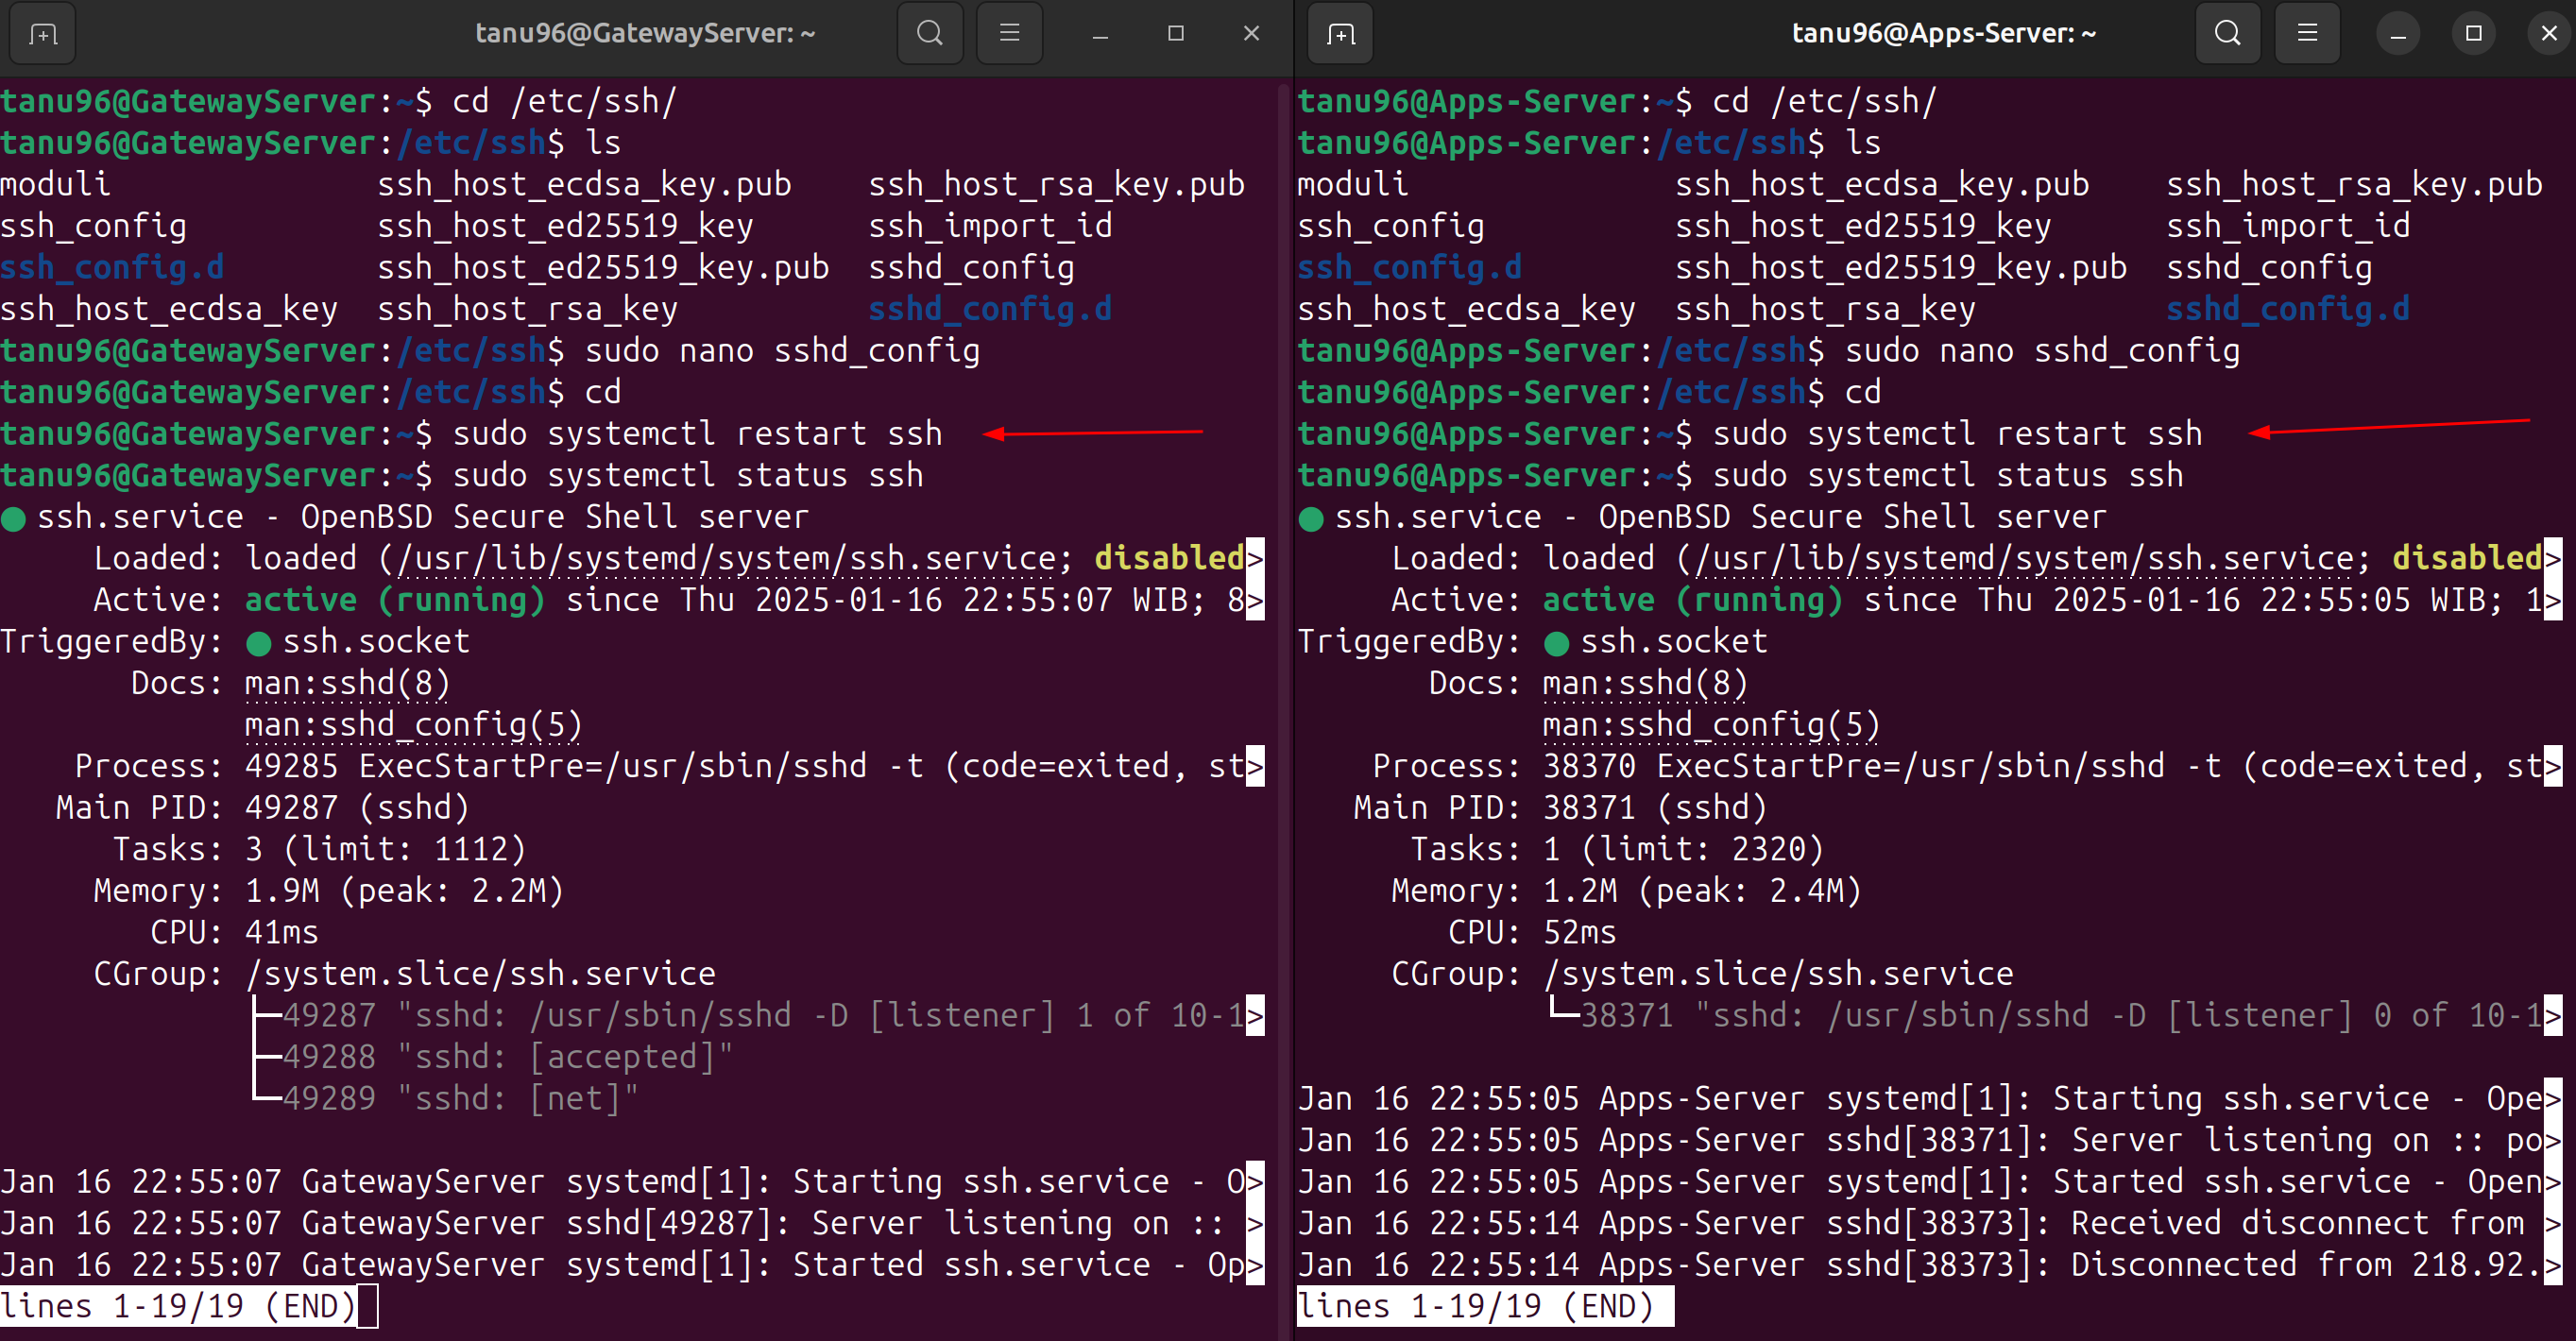 tanu96@GatewayServer: ~
tanu96@GatewayServer:~$ cd /etc/ssh/
tanu96@GatewayServer:/etc/ssh$ ls
moduli                  ssh_host_ecdsa_key.pub    ssh_host_rsa_key.pub
ssh_config              ssh_host_ed25519_key      ssh_import_id
ssh_config.d            ssh_host_ed25519_key.pub  sshd_config
ssh_host_ecdsa_key  ssh_host_rsa_key          sshd_config.d
tanu96@GatewayServer:/etc/ssh$ sudo nano sshd_config
tanu96@GatewayServer:/etc/ssh$ cd
tanu96@GatewayServer:~$ sudo systemctl restart ssh
tanu96@GatewayServer:~$ sudo systemctl status ssh
● ssh.service - OpenBSD Secure Shell server
     Loaded: loaded (/usr/lib/systemd/system/ssh.service; disabled>
     Active: active (running) since Thu 2025-01-16 22:55:07 WIB; 8>
TriggeredBy: ● ssh.socket
       Docs: man:sshd(8)
             man:sshd_config(5)
    Process: 49285 ExecStartPre=/usr/sbin/sshd -t (code=exited, st>
   Main PID: 49287 (sshd)
      Tasks: 3 (limit: 1112)
     Memory: 1.9M (peak: 2.2M)
        CPU: 41ms
     CGroup: /system.slice/ssh.service
             ├─49287 "sshd: /usr/sbin/sshd -D [listener] 1 of 10-1>
             ├─49288 "sshd: [accepted]"
             └─49289 "sshd: [net]"
Jan 16 22:55:07 GatewayServer systemd[1]: Starting ssh.service - O>
Jan 16 22:55:07 GatewayServer sshd[49287]: Server listening on :: >
Jan 16 22:55:07 GatewayServer systemd[1]: Started ssh.service - Op>
lines 1-19/19 (END)
tanu96@Apps-Server: ~
tanu96@Apps-Server:~$ cd /etc/ssh/
tanu96@Apps-Server:/etc/ssh$ ls
moduli                  ssh_host_ecdsa_key.pub    ssh_host_rsa_key.pub
ssh_config              ssh_host_ed25519_key      ssh_import_id
ssh_config.d            ssh_host_ed25519_key.pub  sshd_config
ssh_host_ecdsa_key  ssh_host_rsa_key          sshd_config.d
tanu96@Apps-Server:/etc/ssh$ sudo nano sshd_config
tanu96@Apps-Server:/etc/ssh$ cd
tanu96@Apps-Server:~$ sudo systemctl restart ssh
tanu96@Apps-Server:~$ sudo systemctl status ssh
● ssh.service - OpenBSD Secure Shell server
     Loaded: loaded (/usr/lib/systemd/system/ssh.service; disabled>
     Active: active (running) since Thu 2025-01-16 22:55:05 WIB; 1>
TriggeredBy: ● ssh.socket
       Docs: man:sshd(8)
             man:sshd_config(5)
    Process: 38370 ExecStartPre=/usr/sbin/sshd -t (code=exited, st>
   Main PID: 38371 (sshd)
      Tasks: 1 (limit: 2320)
     Memory: 1.2M (peak: 2.4M)
        CPU: 52ms
     CGroup: /system.slice/ssh.service
             └─38371 "sshd: /usr/sbin/sshd -D [listener] 0 of 10-1>
Jan 16 22:55:05 Apps-Server systemd[1]: Starting ssh.service - Ope>
Jan 16 22:55:05 Apps-Server sshd[38371]: Server listening on :: po>
Jan 16 22:55:05 Apps-Server systemd[1]: Started ssh.service - Open>
Jan 16 22:55:14 Apps-Server sshd[38373]: Received disconnect from >
Jan 16 22:55:14 Apps-Server sshd[38373]: Disconnected from 218.92.>
lines 1-19/19 (END)